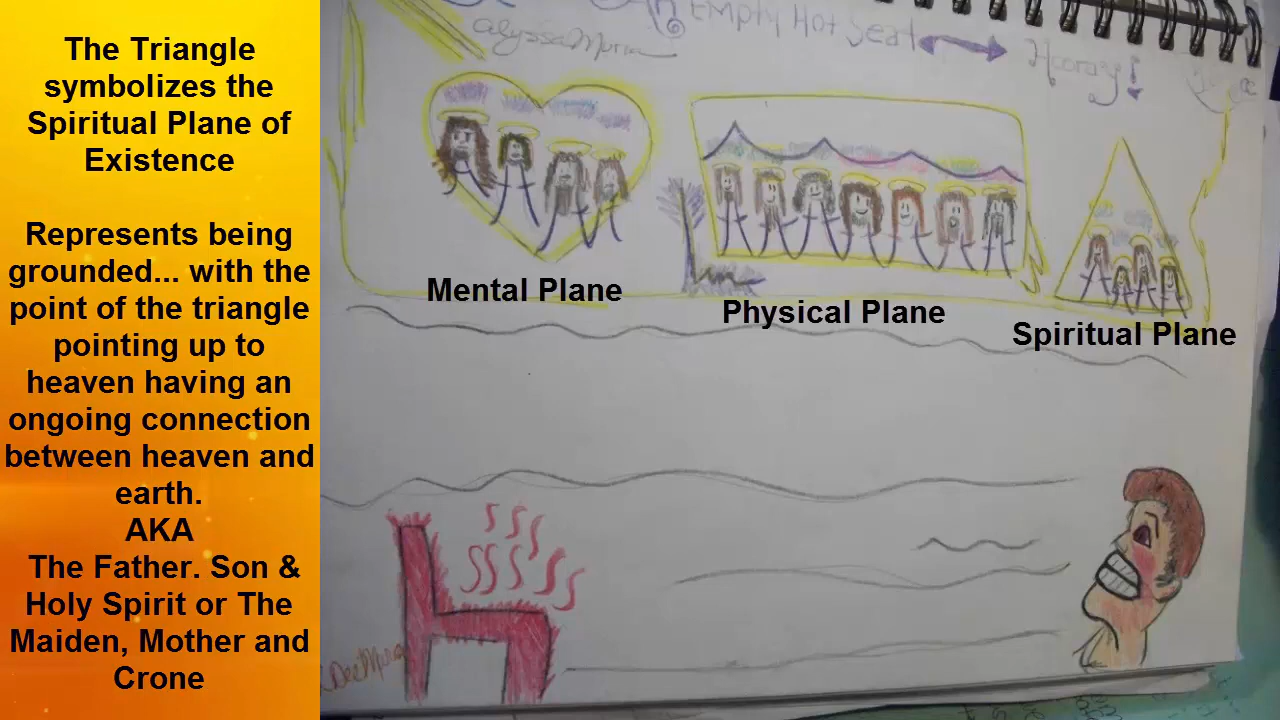 The Triangle
symbolizes the
Spiritual Plane of
Existence
Represents being
grounded... with the
point of the triangle
pointing up to
heaven having an
ongoing connection
between heaven and
earth.
AKA
The Father. Son &
Holy Spirit or The
Maiden, Mother and
Crone
Empty Hot Seat
Hooray!
Mental Plane
Physical Plane
Spiritual Plane